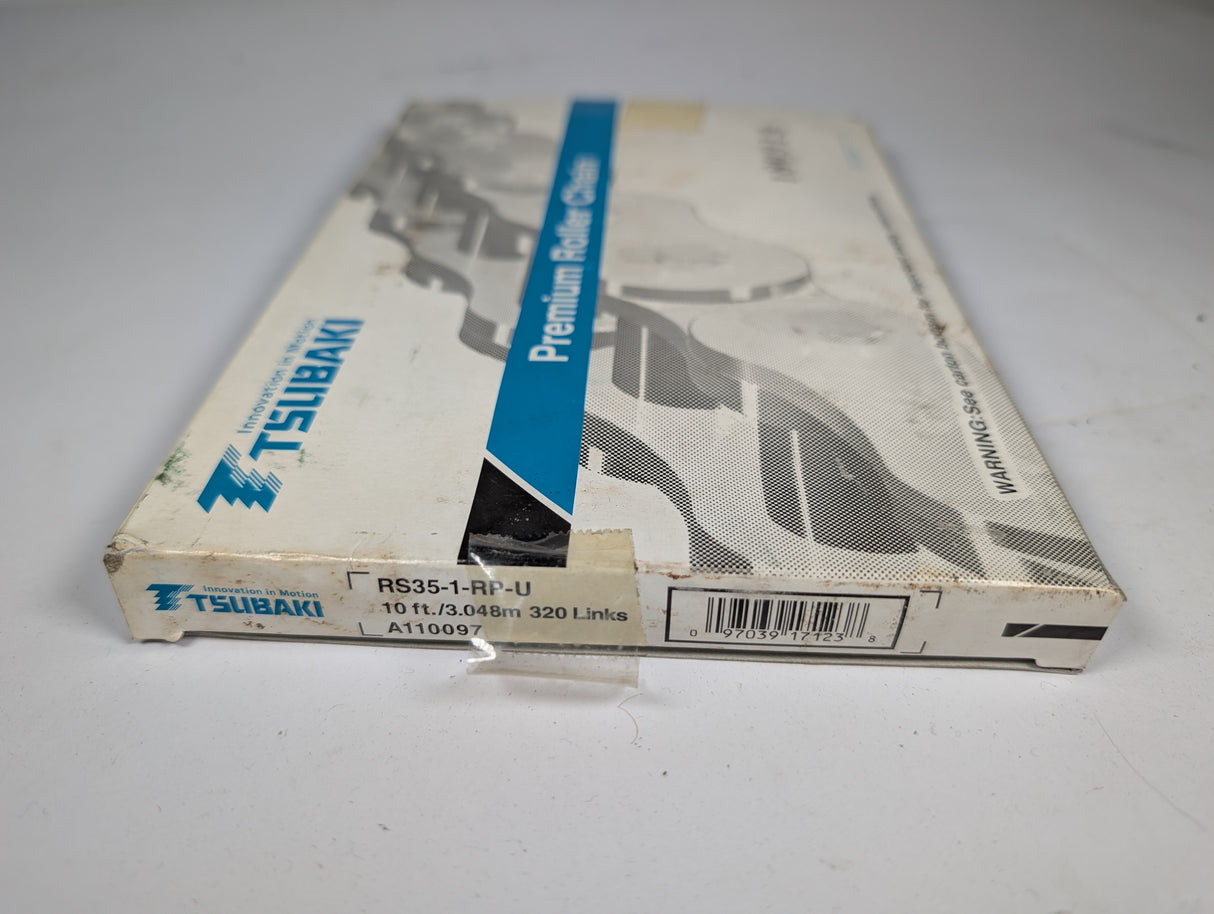 Premium Roller Chain
Innovation in Motion
TSUBAKI
WARNING: See carton
Innovation in Motion
TSUBAKI
RS35-1-RP-U
10 ft./3.048m 320 Links
A110097
0 97039 17123 8